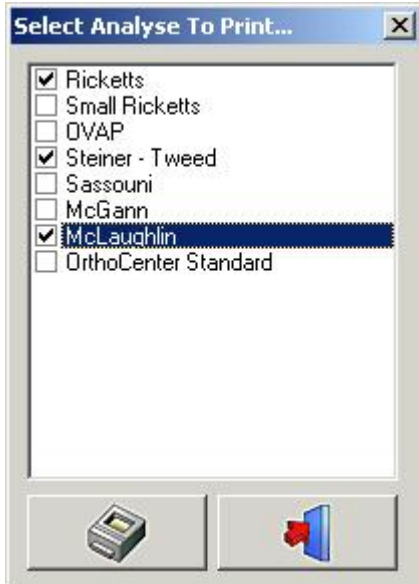 Select Analyse To Print...
Ricketts
Small Ricketts
OVAP
Steiner - Tweed
Sassouni
McGann
McLaughlin
OrthoCenter Standard